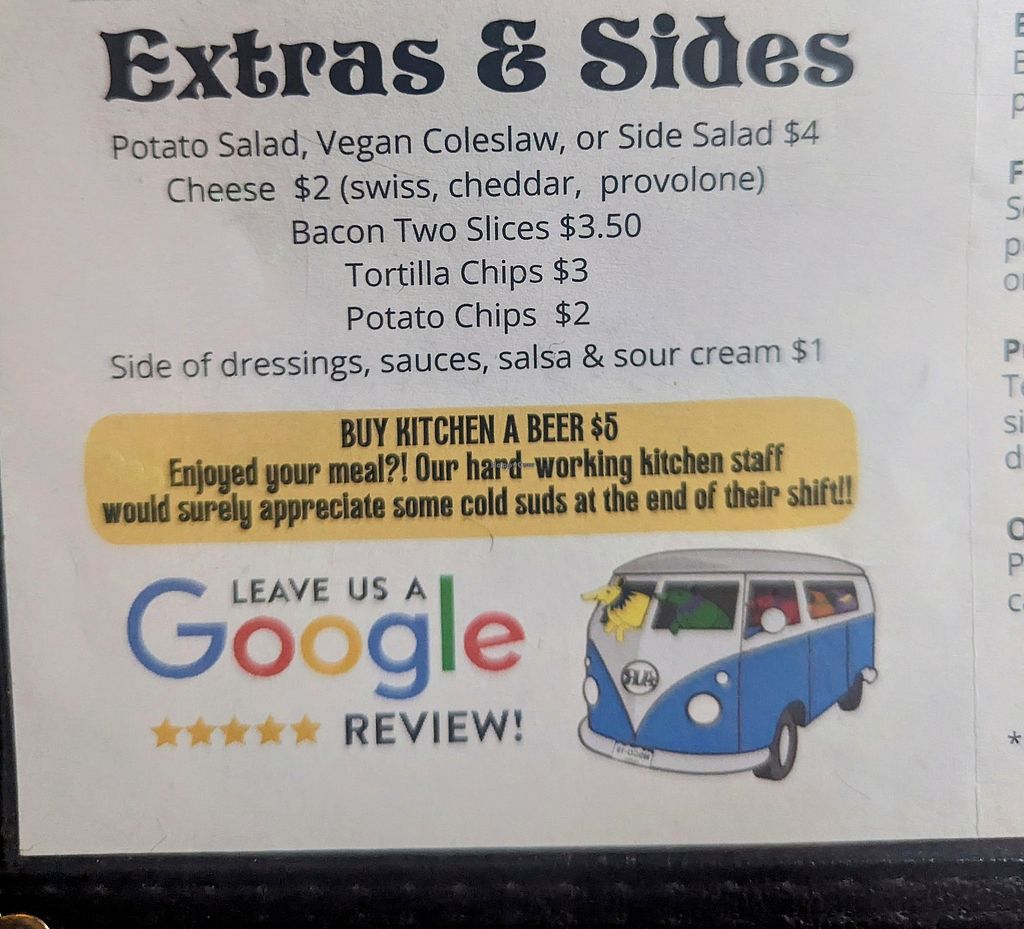 Extras & Sides
Potato Salad, Vegan Coleslaw, or Side Salad $4
Cheese $2 (swiss, cheddar, provolone)
Bacon Two Slices $3.50
Tortilla Chips $3
Potato Chips $2
Side of dressings, sauces, salsa & sour cream $1
BUY KITCHEN A BEER $5
Enjoyed your meal?! Our hard-working kitchen staff
would surely appreciate some cold suds at the end of their shift!!
LEAVE US A
Google
REVIEW!